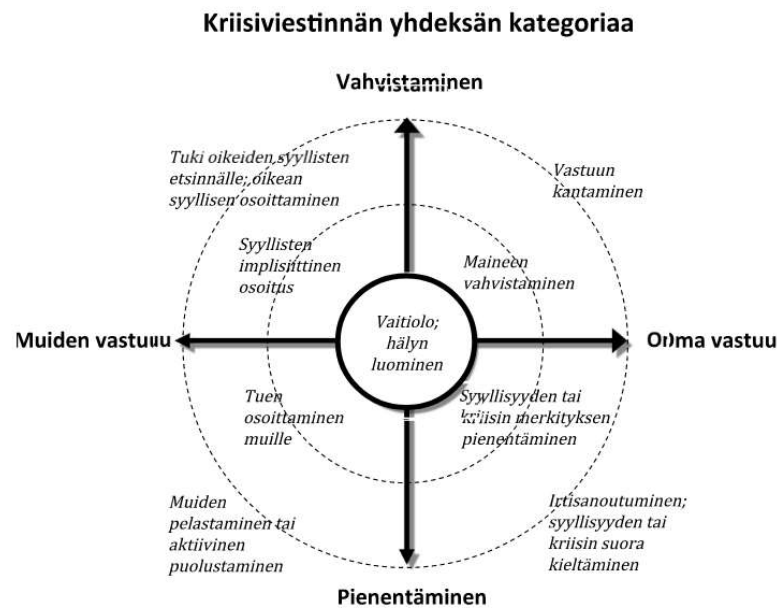 Kriisiviestinnän yhdeksän kategoriaa
Vahvistaminen
Tuki oikeiden syyllisten
etsinnälle; oikean
syyllisen osoittaminen
Vastuun
kantaminen
Syyllisten
implisiittinen
osoitus
Maineen
vahvistaminen
Muiden vastuu
Vaitiolo;
hälyn
luominen
Oma vastuu
Tuen
osoittaminen
muille
Syyllisyyden tai
kriisin merkityksen
pienentäminen
Muiden
pelastaminen tai
aktiivinen
puolustaminen
Irtisanoutuminen;
syyllisyyden tai
kriisin suora
kieltäminen
Pienentäminen